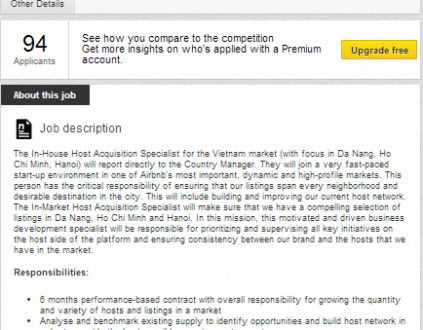 Other Details
94
Applicants
See how you compare to the competition
Get more insights on who's applied with a Premium
account.
Upgrade free
About this job
Job description
The In-House Host Acquisition Specialist for the Vietnam market (with focus in Da Nang, Ho
Chi Minh, Hanoi) will report directly to the Country Manager. They will join a very fast-paced
start-up environment in one of Airbnb's most important, dynamic and high-profile markets. This
person has the critical responsibility of ensuring that our listings span every neighborhood and
desirable destination in the city. This will include building and improving our current host network.
The In-Market Host Acquisition Specialist will make sure that we have a compelling selection of
listings in Da Nang, Ho Chi Minh and Hanoi. In this mission, this motivated and driven business
development specialist will be responsible for prioritizing and supervising all key initiatives on
the host side of the platform and ensuring consistency between our brand and the hosts that we
have in the market.
Responsibilities:
• 6 months performance-based contract with overall responsibility for growing the quantity
and variety of hosts and listings in a market
• Analyse and benchmark existing supply to identify opportunities and build host network in